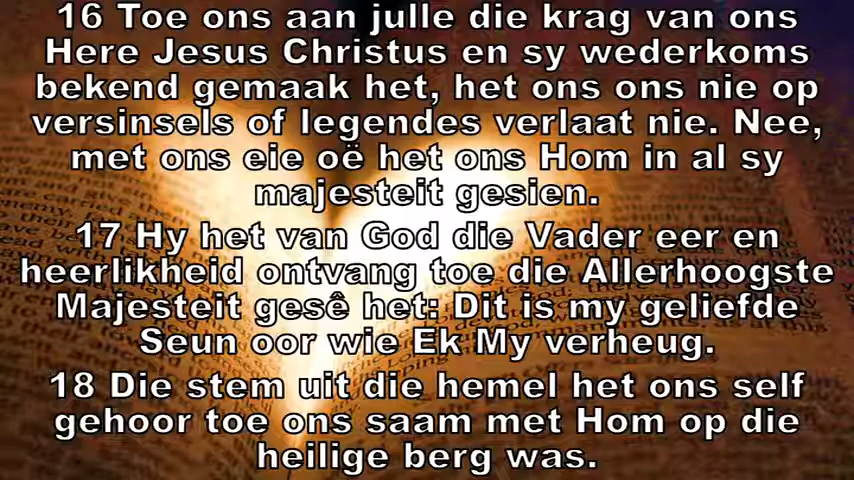 16 Toe ons aan julle die krag van ons
Here Jesus Christus en sy wederkoms
bekend gemaak het, het ons ons nie op
versinsels of legendes verlaat nie. Nee,
met ons eie oë het ons Hom in al sy
majesteit gesien.
17 Hy het van God die Vader eer en
heerlikheid ontvang toe die Allerhoogste
Majesteit gesê het: Dit is my geliefde
Seun oor wie Ek My verheug.
18 Die stem uit die hemel het ons self
gehoor toe ons saam met Hom op die
heilige berg was.